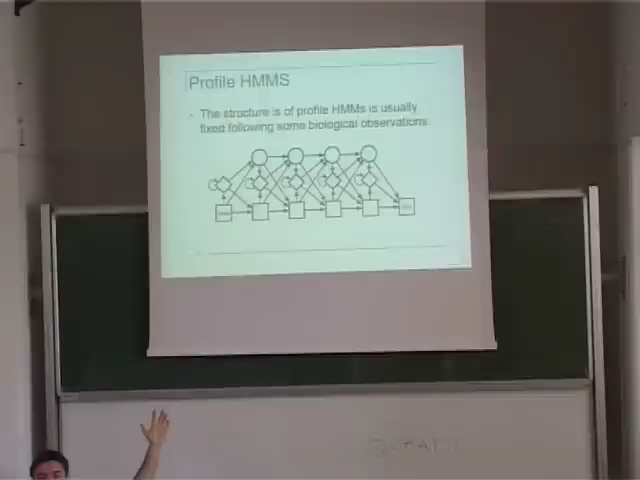 Profile HMMS
The structure is of profile HMMs is usually
fixed following some biological observations: